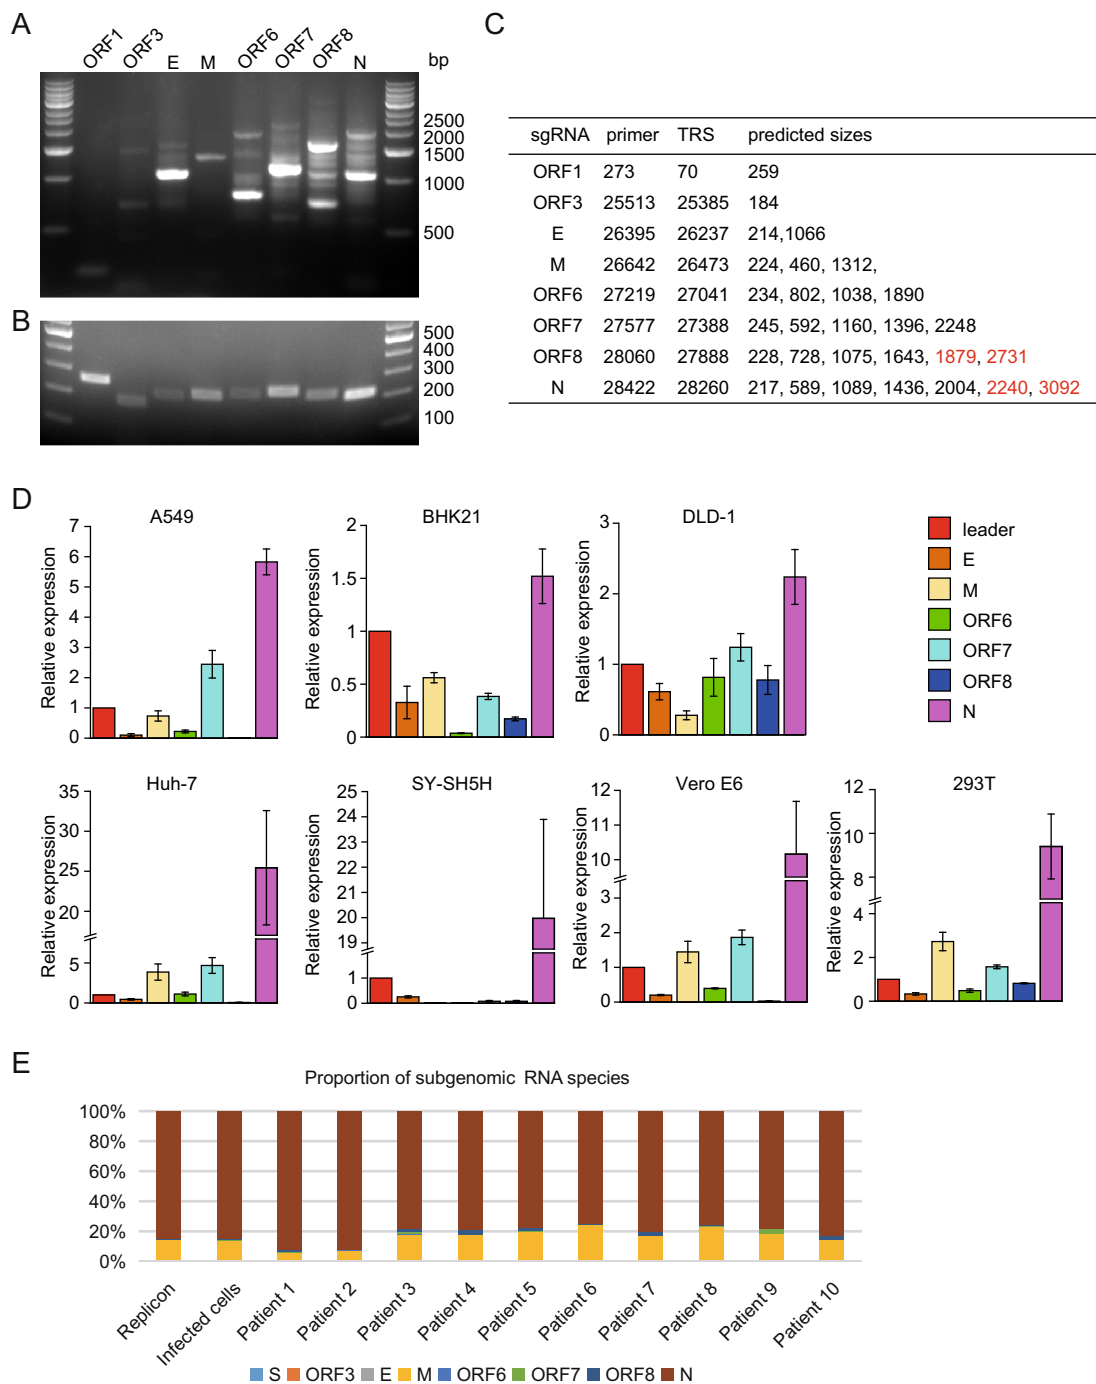 A
ORF1 ORF3 E M ORF6 ORF7 ORF8 N bp
2500
2000
1500
1000
500
B
500
400
300
200
100
C
sgRNA primer TRS predicted sizes
ORF1 273 70 259
ORF3 25513 25385 184
E 26395 26237 214,1066
M 26642 26473 224, 460, 1312,
ORF6 27219 27041 234, 802, 1038, 1890
ORF7 27577 27388 245, 592, 1160, 1396, 2248
ORF8 28060 27888 228, 728, 1075, 1643, 1879, 2731
N 28422 28260 217, 589, 1089, 1436, 2004, 2240, 3092
D
A549
Relative expression
7
6
5
4
3
2
1
0
BHK21
Relative expression
2
1.5
1
0.5
0
DLD-1
Relative expression
3
2
1
0
leader
E
M
ORF6
ORF7
ORF8
N
Huh-7
Relative expression
35
30
25
20
5
0
SY-SH5H
Relative expression
25
24
23
22
21
20
19
1
0
Vero E6
Relative expression
12
11
10
3
2
1
0
293T
Relative expression
12
10
8
4
2
0
E
Proportion of subgenomic RNA species
100%
80%
60%
40%
20%
0%
Replicon
Infected cells
Patient 1
Patient 2
Patient 3
Patient 4
Patient 5
Patient 6
Patient 7
Patient 8
Patient 9
Patient 10
S ORF3 E M ORF6 ORF7 ORF8 N